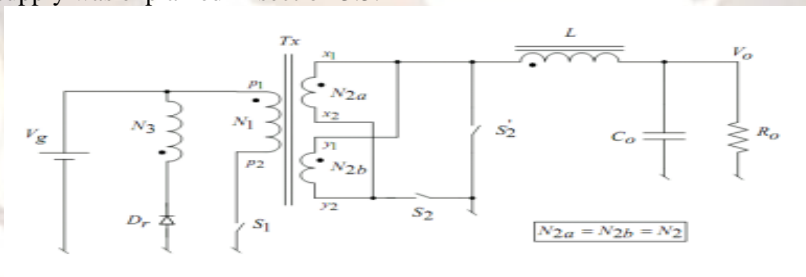 Tx
L
Vo
x1
N2a
x2
p1
N3
N1
Vg
p2
y1
N2b
y2
S2'
Co
Ro
Dr
S1
S2
N2a = N2b = N2